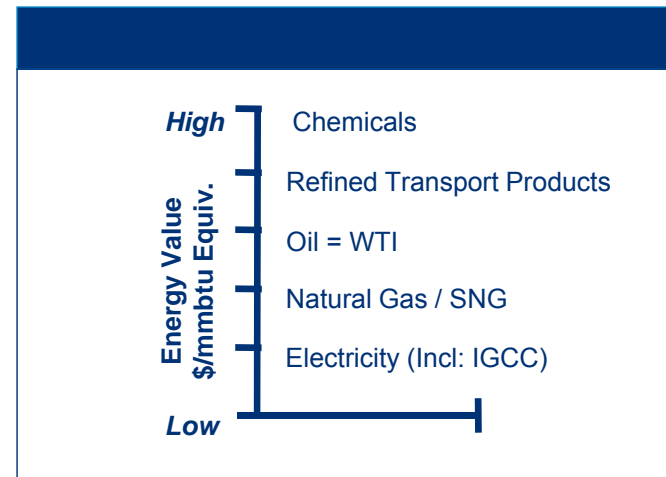 High
Chemicals
Refined Transport Products
Oil = WTI
Natural Gas / SNG
Electricity (Incl: IGCC)
Low
Energy Value
$/mmbtu Equiv.